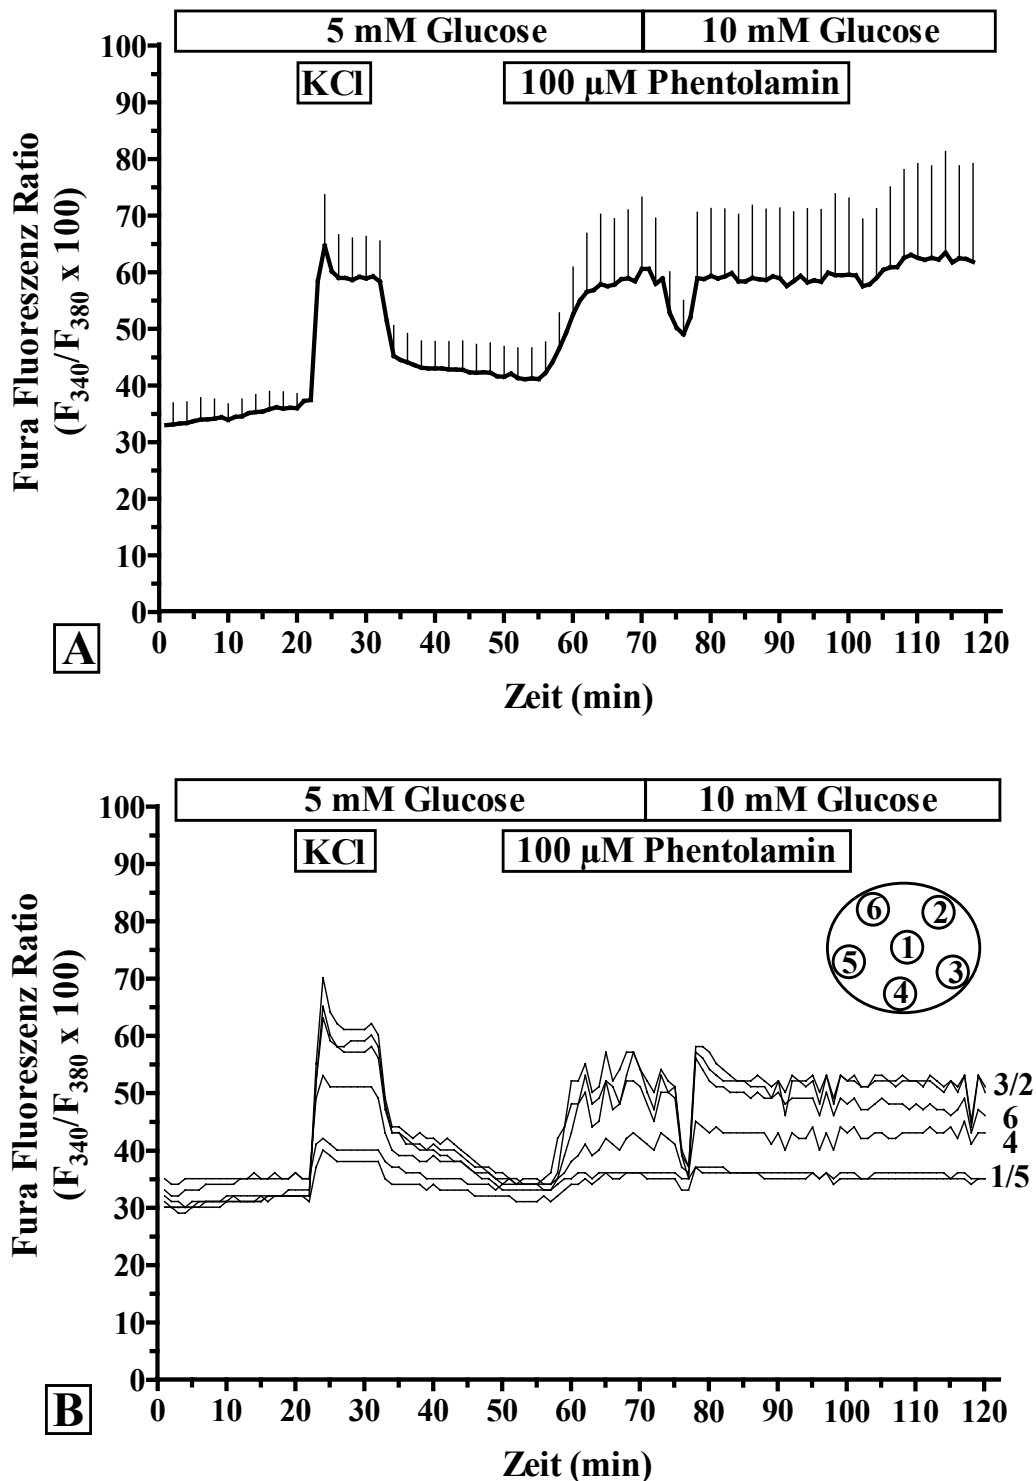 5 mM Glucose 10 mM Glucose
KCl 100 µM Phentolamin
100
90
80
70
60
50
40
30
20
10
0
Fura Fluoreszenz Ratio
(F340/F380 x 100)
0 10 20 30 40 50 60 70 80 90 100 110 120
Zeit (min)
A
5 mM Glucose 10 mM Glucose
KCl 100 µM Phentolamin
100
90
80
70
60
50
40
30
20
10
0
Fura Fluoreszenz Ratio
(F340/F380 x 100)
6 2
1
5 3
4
3/2
6
4
1/5
0 10 20 30 40 50 60 70 80 90 100 110 120
Zeit (min)
B